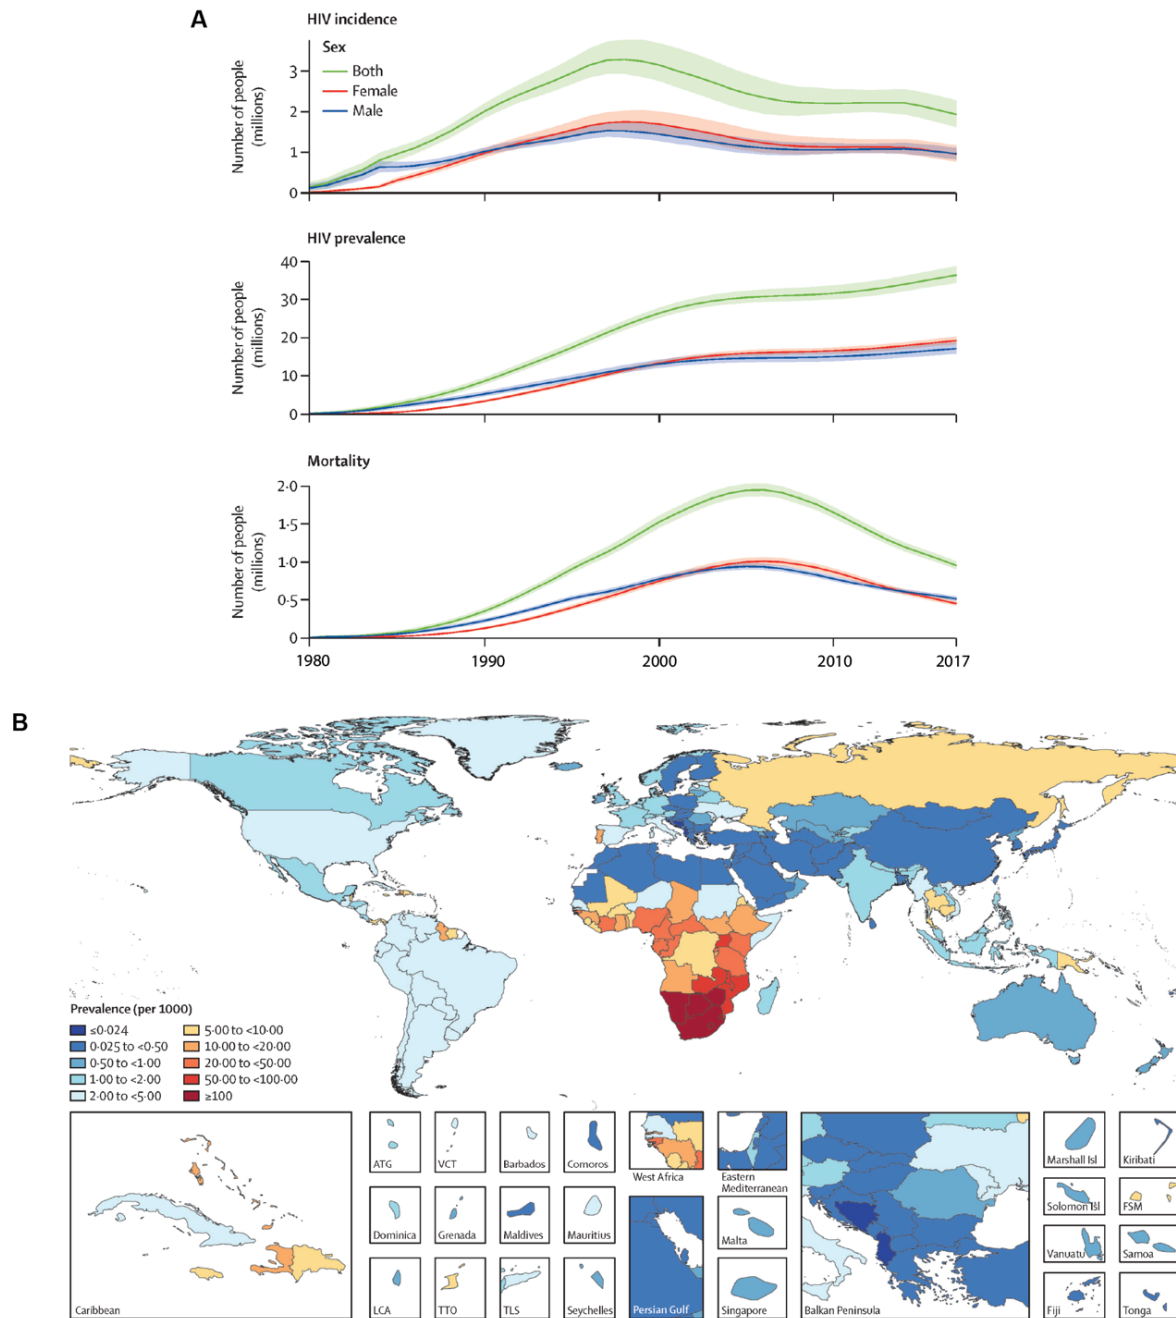 A
HIV incidence
Sex
Both
Female
Male
Number of people
(millions)
3
2
1
0
HIV prevalence
Number of people
(millions)
40
30
20
10
0
Mortality
Number of people
(millions)
2·0
1·5
1·0
0·5
0
1980 1990 2000 2010 2017
B
Prevalence (per 1000)
≤0·024 5·00 to <10·00
0·025 to <0·50 10·00 to <20·00
0·50 to <1·00 20·00 to <50·00
1·00 to <2·00 50·00 to <100·00
2·00 to <5·00 ≥100
Caribbean
ATG VCT Barbados Comoros
West Africa
Eastern
Mediterranean
Dominica Grenada Maldives Mauritius
Malta
LCA TTO TLS Seychelles
Persian Gulf
Singapore
Balkan Peninsula
Marshall Isl Kiribati
Solomon Isl FSM
Vanuatu Samoa
Fiji Tonga